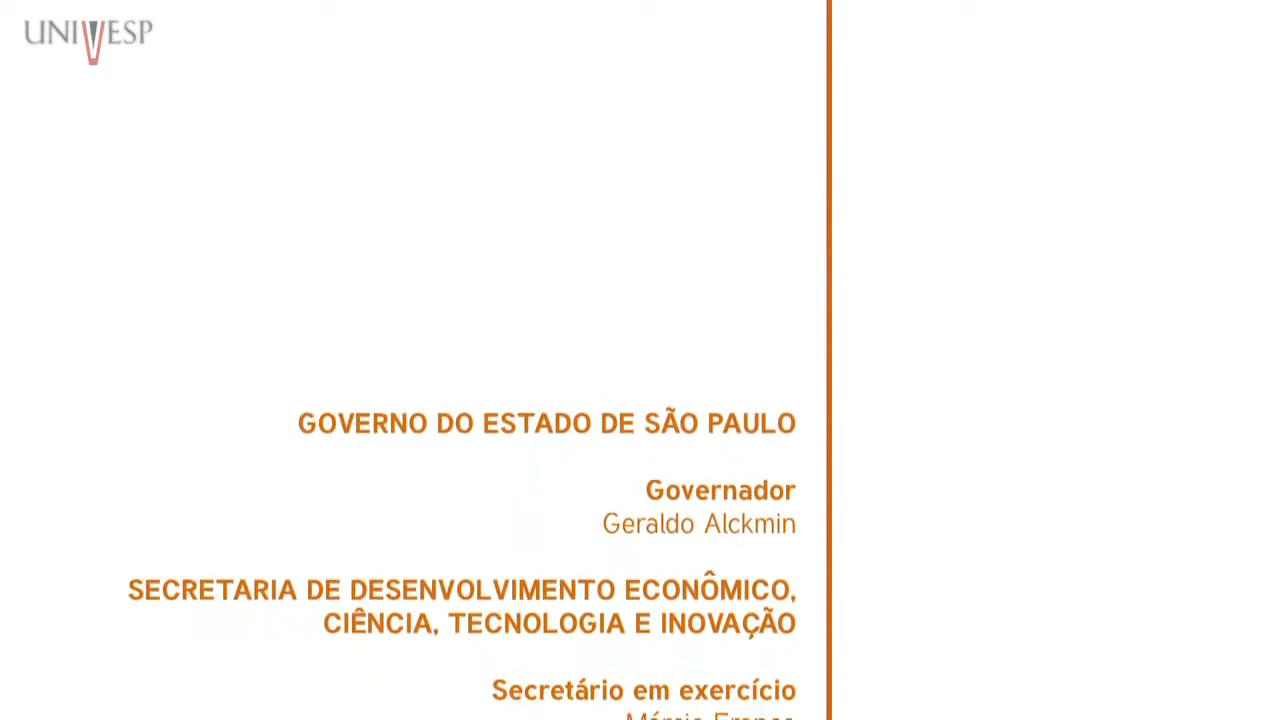 UNIVESP
GOVERNO DO ESTADO DE SÃO PAULO
Governador
Geraldo Alckmin
SECRETARIA DE DESENVOLVIMENTO ECONÔMICO,
CIÊNCIA, TECNOLOGIA E INOVAÇÃO
Secretário em exercício